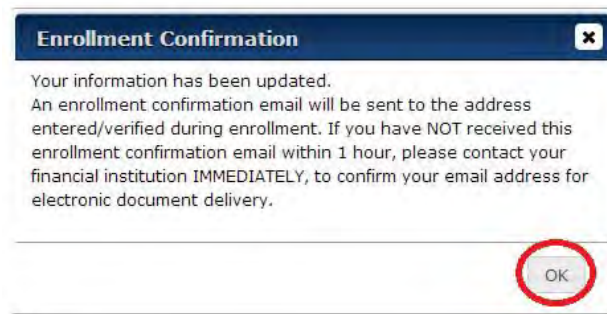 Enrollment Confirmation
Your information has been updated.
An enrollment confirmation email will be sent to the address
entered/verified during enrollment. If you have NOT received this
enrollment confirmation email within 1 hour, please contact your
financial institution IMMEDIATELY, to confirm your email address for
electronic document delivery.
OK